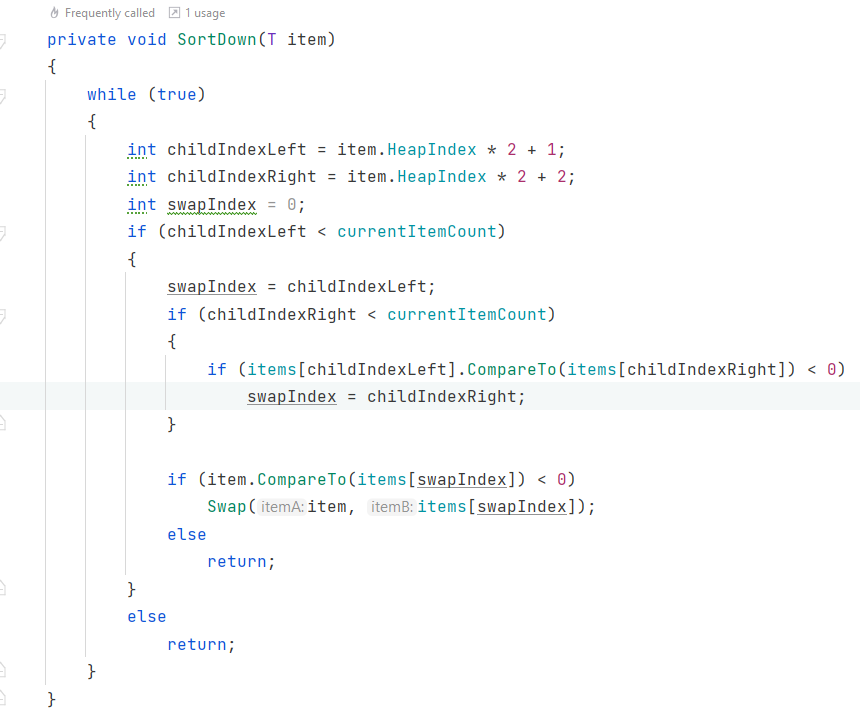 Frequently called 1 usage
private void SortDown(T item)
{
    while (true)
    {
        int childIndexLeft = item.HeapIndex * 2 + 1;
        int childIndexRight = item.HeapIndex * 2 + 2;
        int swapIndex = 0;
        if (childIndexLeft < currentItemCount)
        {
            swapIndex = childIndexLeft;
            if (childIndexRight < currentItemCount)
            {
                if (items[childIndexLeft].CompareTo(items[childIndexRight]) < 0)
                    swapIndex = childIndexRight;
            }

            if (item.CompareTo(items[swapIndex]) < 0)
                Swap(itemA: item, itemB: items[swapIndex]);
            else
                return;
        }
        else
            return;
    }
}